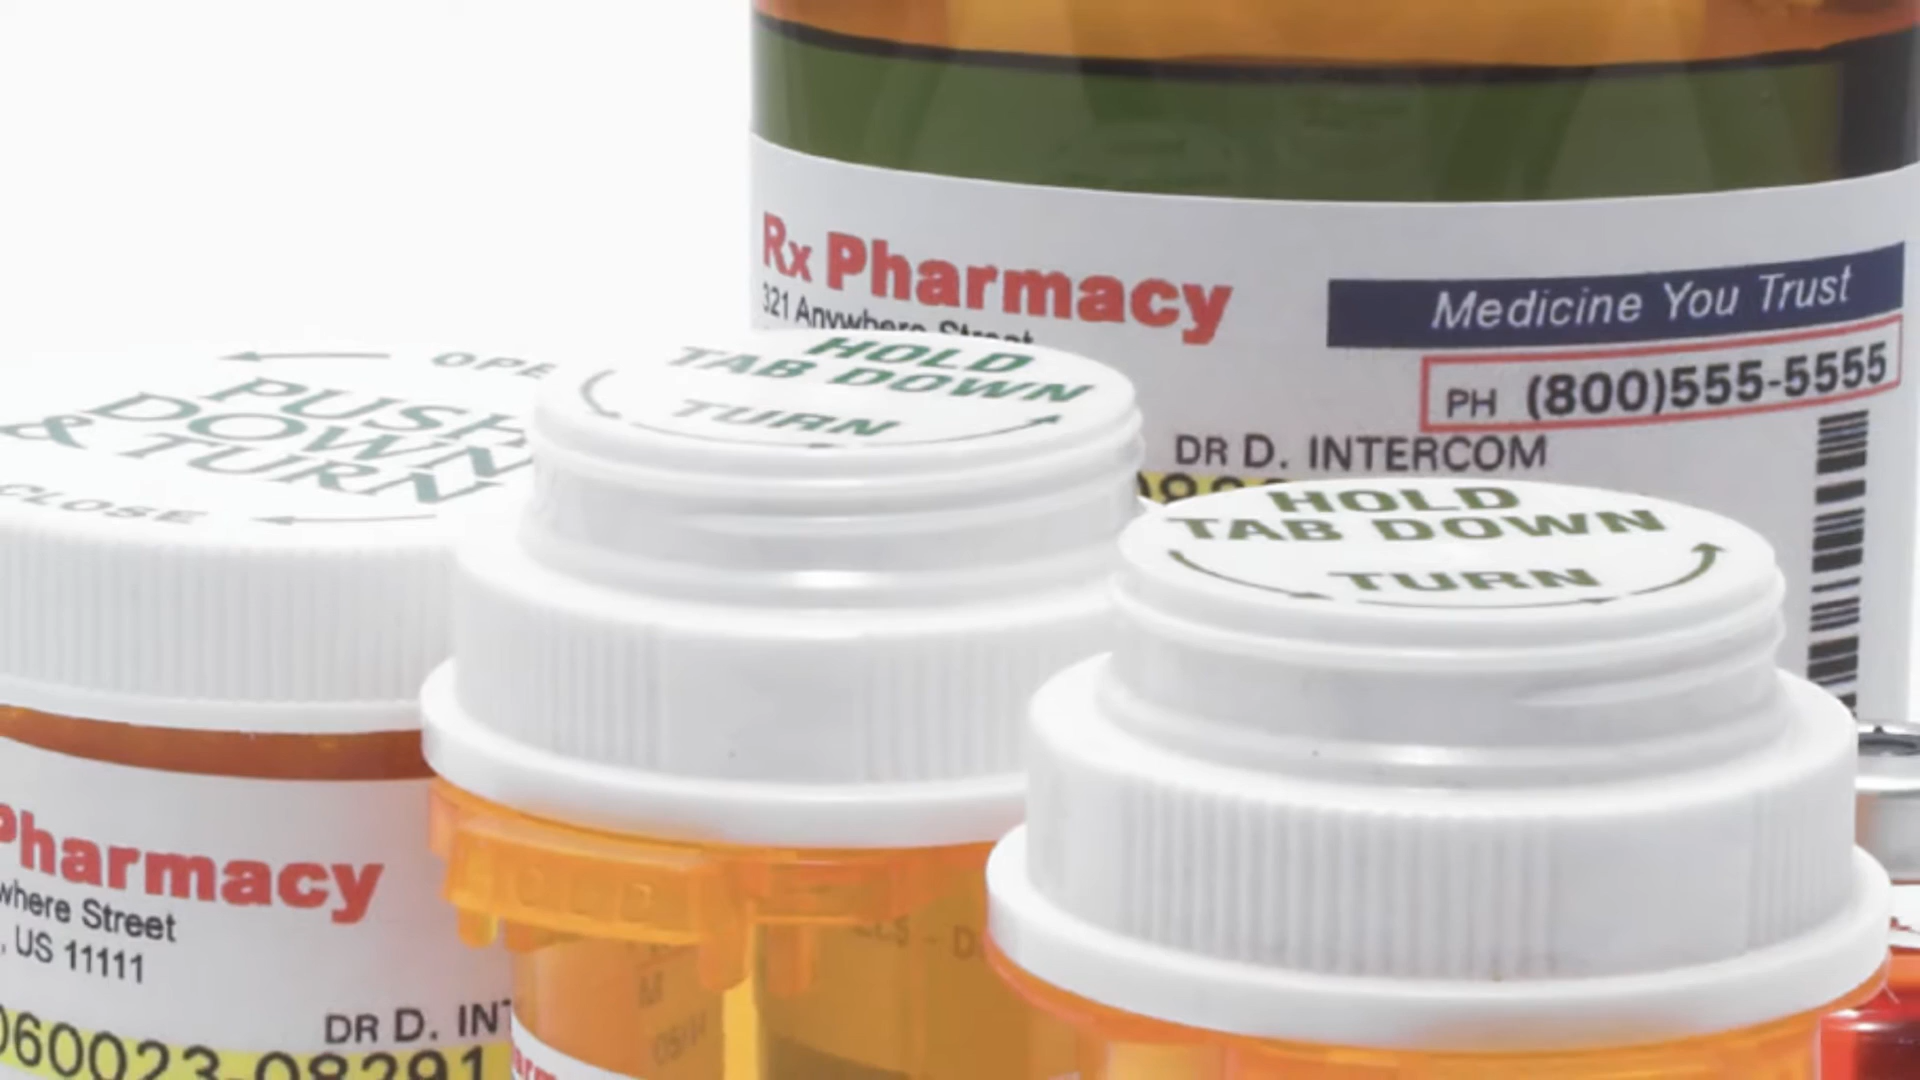 Rx Pharmacy
321 Anywhere Street
Medicine You Trust
PH (800)555-5555
DR D. INTERCOM
HOLD
TAB DOWN
TURN
HOLD
TAB DOWN
TURN
OPE
PUSH
DOWN
& TURN
CLOSE
Pharmacy
where Street
, US 11111
DR D. INT
060023-08291